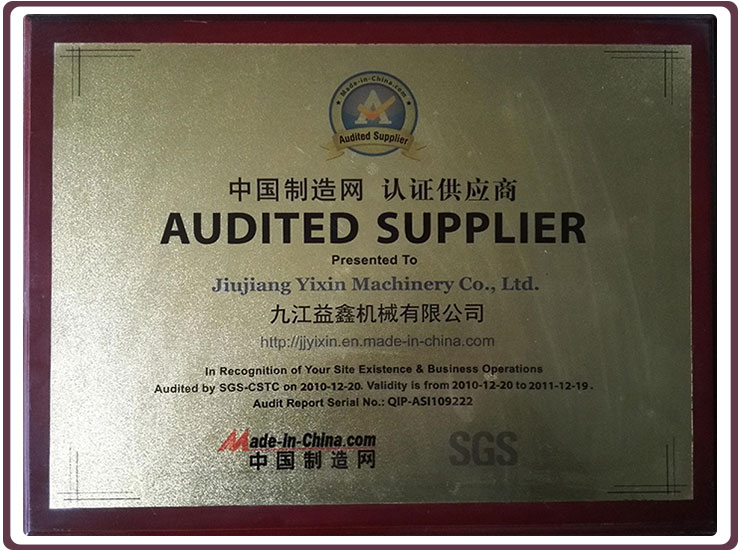 Made-in-China.com
Audited Supplier
中国制造网 认证供应商
AUDITED SUPPLIER
Presented To
Jiujiang Yixin Machinery Co., Ltd.
九江益鑫机械有限公司
http://jjyixin.en.made-in-china.com
In Recognition of Your Site Existence & Business Operations
Audited by SGS-CSTC on 2010-12-20. Validity is from 2010-12-20 to 2011-12-19.
Audit Report Serial No.: QIP-ASI109222
Made-in-China.com
中国制造网
SGS